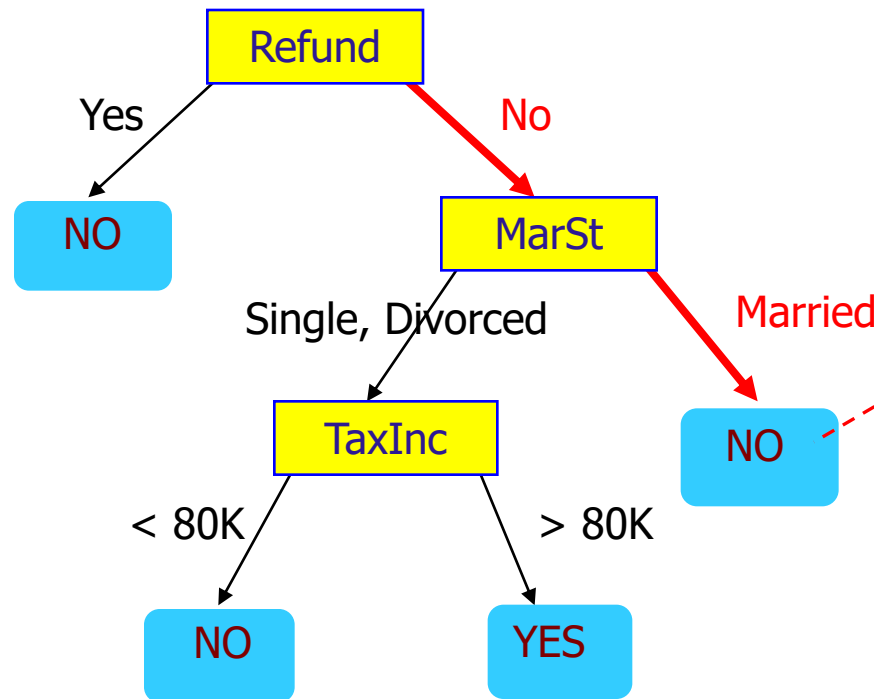 Refund
Yes
No
NO
MarSt
Single, Divorced
Married
TaxInc
NO
< 80K
> 80K
NO
YES